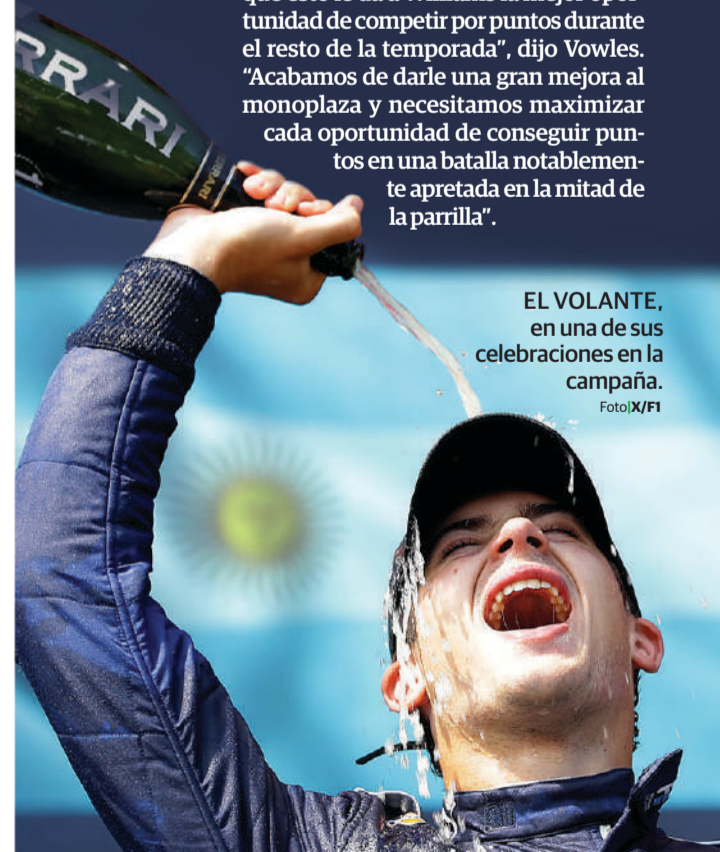 tunidad de competir por puntos durante
el resto de la temporada”, dijo Vowles.
“Acabamos de darle una gran mejora al
monoplaza y necesitamos maximizar
cada oportunidad de conseguir pun-
tos en una batalla notablemen-
te apretada en la mitad de
la parrilla”.
RRARI
RRARI
EL VOLANTE,
en una de sus
celebraciones en la
campaña.
Foto|X/F1